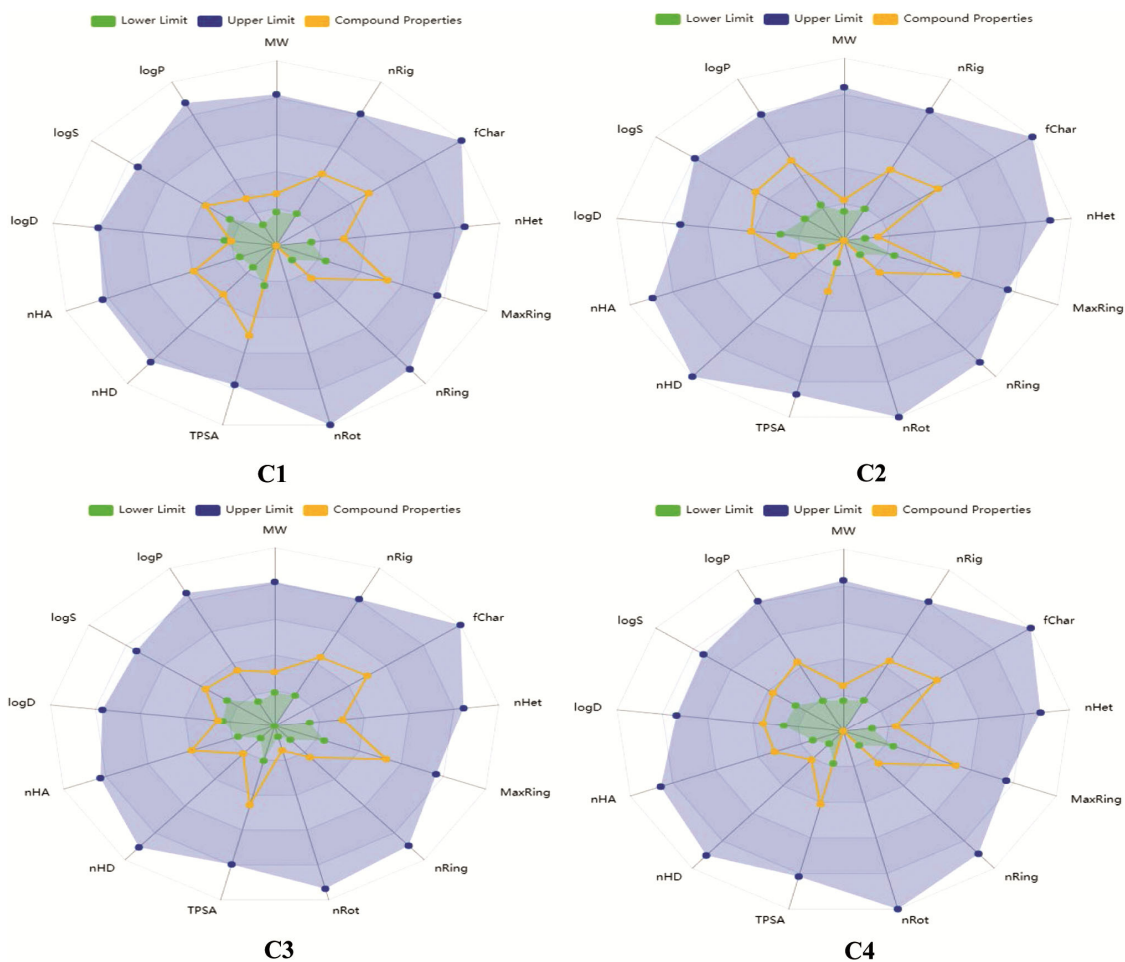 Lower Limit Upper Limit Compound Properties
MW
logP nRig
logS fChar
logD nHet
nHA MaxRing
nHD nRing
TPSA nRot
C1
Lower Limit Upper Limit Compound Properties
MW
logP nRig
logS fChar
logD nHet
nHA MaxRing
nHD nRing
TPSA nRot
C2
Lower Limit Upper Limit Compound Properties
MW
logP nRig
logS fChar
logD nHet
nHA MaxRing
nHD nRing
TPSA nRot
C3
Lower Limit Upper Limit Compound Properties
MW
logP nRig
logS fChar
logD nHet
nHA MaxRing
nHD nRing
TPSA nRot
C4